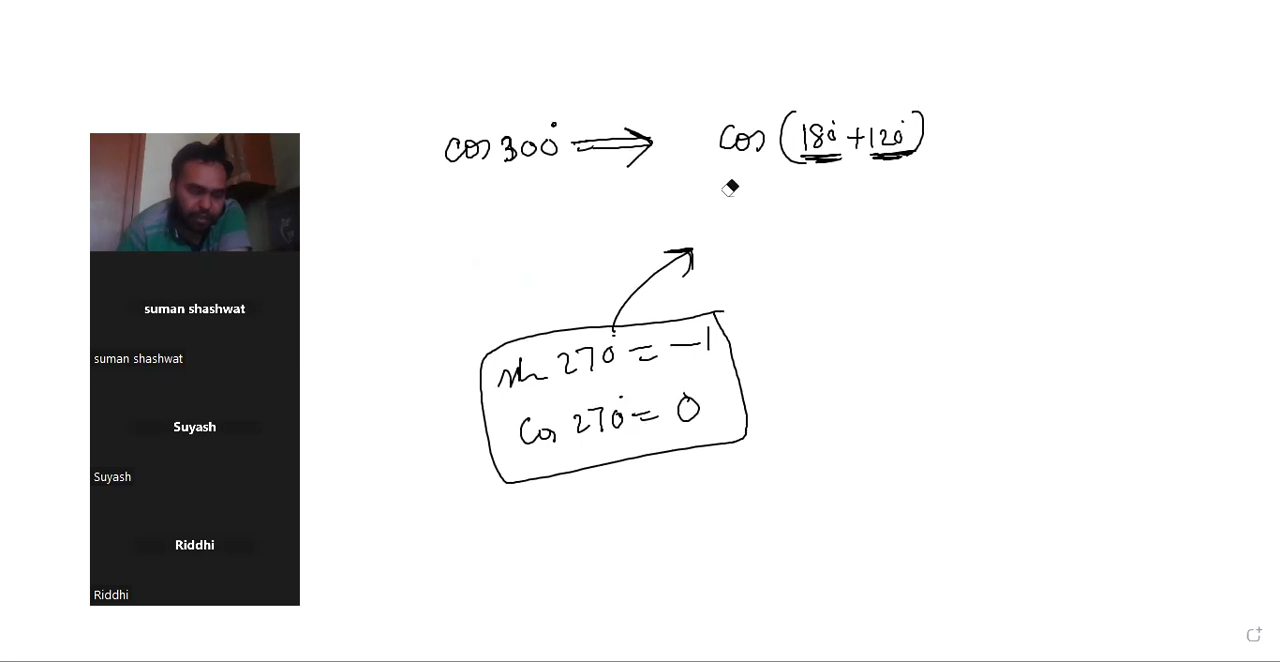 cos 300° ⟹ cos (180° + 120°)
sin 270° = -1
cos 270° = 0
suman shashwat
suman shashwat
Suyash
Suyash
Riddhi
Riddhi